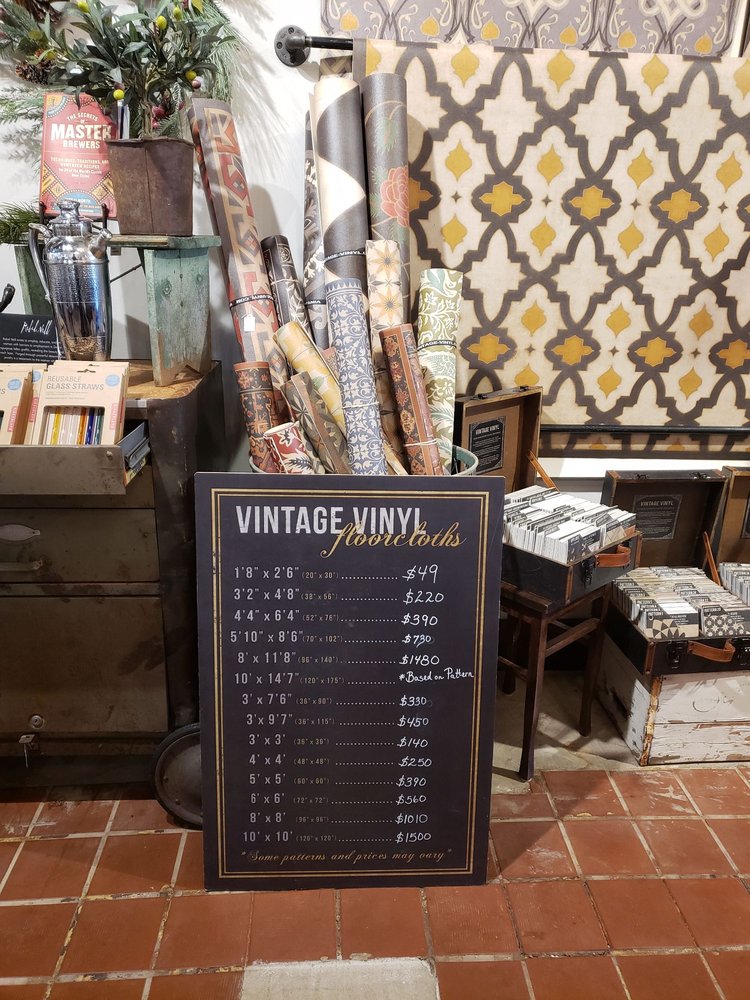 THE SECRETS OF
MASTER
BREWERS
REUSABLE
GLASS STRAWS
VINTAGE VINYL
VINTAGE VINYL
VINTAGE VINYL
floorcloths
1'8" x 2'6" (20" x 30") .............. $49
3'2" x 4'8" (38" x 56") .............. $220
4'4" x 6'4" (52" x 76") .............. $390
5'10" x 8'6" (70" x 102") ............ $730
8' x 11'8" (96" x 140") .............. $1480
10' x 14'7" (120" x 175") ............ *Based on Pattern
3' x 7'6" (36" x 90") ................ $330
3' x 9'7" (36" x 115") ............... $450
3' x 3' (36" x 36") .................. $140
4' x 4' (48" x 48") .................. $250
5' x 5' (60" x 60") .................. $390
6' x 6' (72" x 72") .................. $560
8' x 8' (96" x 96") .................. $1010
10' x 10' (120" x 120") .............. $1500
"Some patterns and prices may vary"